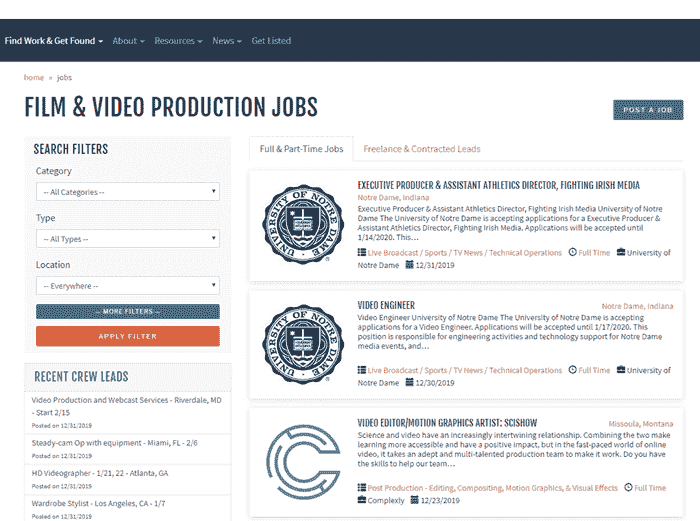 Find Work & Get Found
About
Resources
News
Get Listed
home » jobs
FILM & VIDEO PRODUCTION JOBS
POST A JOB
SEARCH FILTERS
Category
-- All Categories --
Type
-- All Types --
Location
-- Everywhere --
-- MORE FILTERS --
APPLY FILTER
RECENT CREW LEADS
Video Production and Webcast Services - Riverdale, MD
- Start 2/15
Posted on 12/31/2019
Steady-cam Op with equipment - Miami, FL - 2/6
Posted on 12/31/2019
HD Videographer - 1/21, 22 - Atlanta, GA
Posted on 12/31/2019
Wardrobe Stylist - Los Angeles, CA - 1/7
Posted on 12/31/2019
Full & Part-Time Jobs
Freelance & Contracted Leads
UNIVERSITY OF NOTRE DAME
EXECUTIVE PRODUCER & ASSISTANT ATHLETICS DIRECTOR, FIGHTING IRISH MEDIA
Notre Dame, Indiana
Executive Producer & Assistant Athletics Director, Fighting Irish Media University of Notre
Dame The University of Notre Dame is accepting applications for a Executive Producer &
Assistant Athletics Director, Fighting Irish Media. Applications will be accepted until
1/14/2020. This...
Live Broadcast / Sports / TV News / Technical Operations Full Time University of
Notre Dame 12/31/2019
UNIVERSITY OF NOTRE DAME
VIDEO ENGINEER
Notre Dame, Indiana
Video Engineer University of Notre Dame The University of Notre Dame is accepting
applications for a Video Engineer. Applications will be accepted until 1/17/2020. This
position is responsible for engineering activities and technology support for Notre Dame
media events, and...
Live Broadcast / Sports / TV News / Technical Operations Full Time University of
Notre Dame 12/30/2019
VIDEO EDITOR/MOTION GRAPHICS ARTIST: SCISHOW
Missoula, Montana
Science and video have an increasingly intertwining relationship. Combining the two make
learning more accessible and have a positive impact, but in the fast-paced world of online
video, it takes an adept and multi-talented production team to make it work. Do you have
the skills to help our team...
Post Production - Editing, Compositing, Motion Graphics, & Visual Effects Full Time
Complexly 12/23/2019